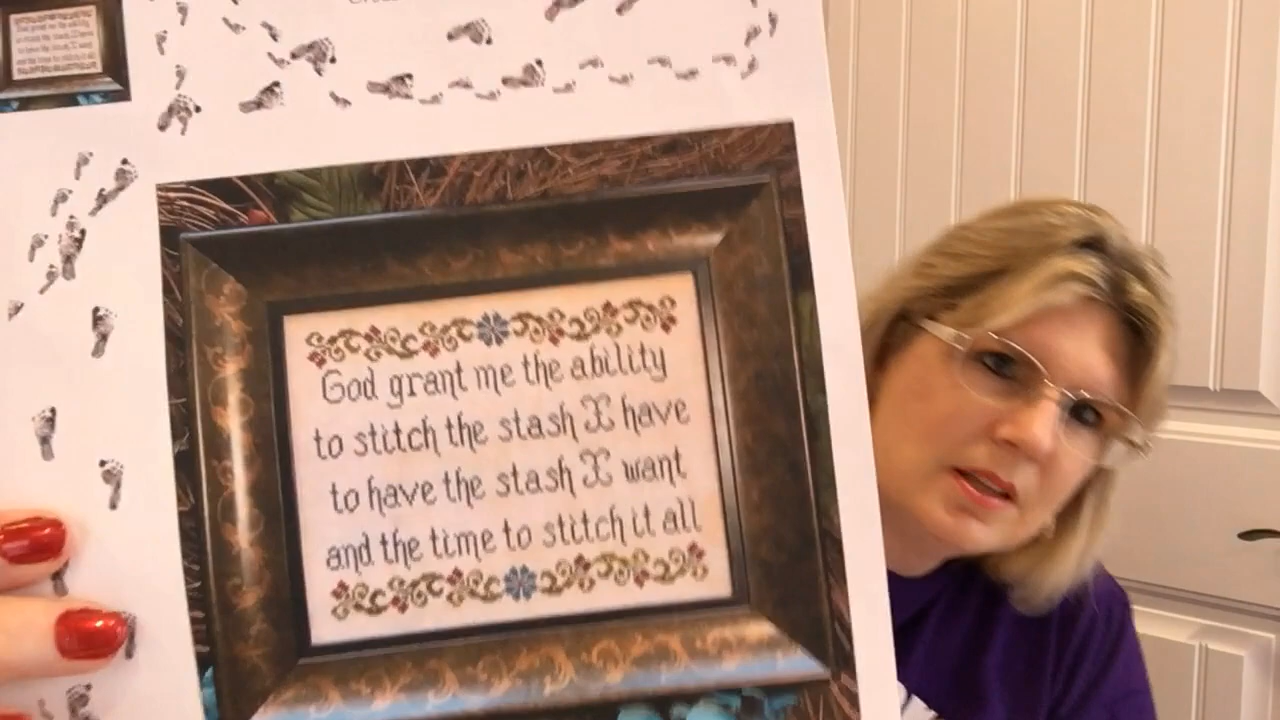 God grant me the ability
to stitch the stash I have
to have the stash I want
and the time to stitch it all